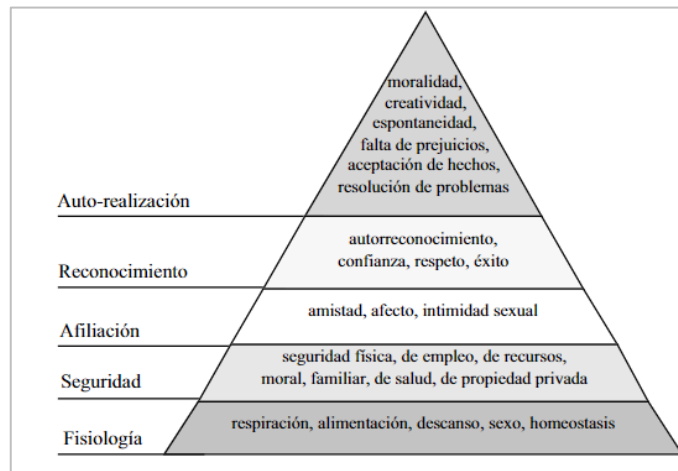 moralidad,
creatividad,
espontaneidad,
falta de prejuicios,
aceptación de hechos,
resolución de problemas
Auto-realización
autorreconocimiento,
confianza, respeto, éxito
Reconocimiento
amistad, afecto, intimidad sexual
Afiliación
seguridad física, de empleo, de recursos,
moral, familiar, de salud, de propiedad privada
Seguridad
respiración, alimentación, descanso, sexo, homeostasis
Fisiología